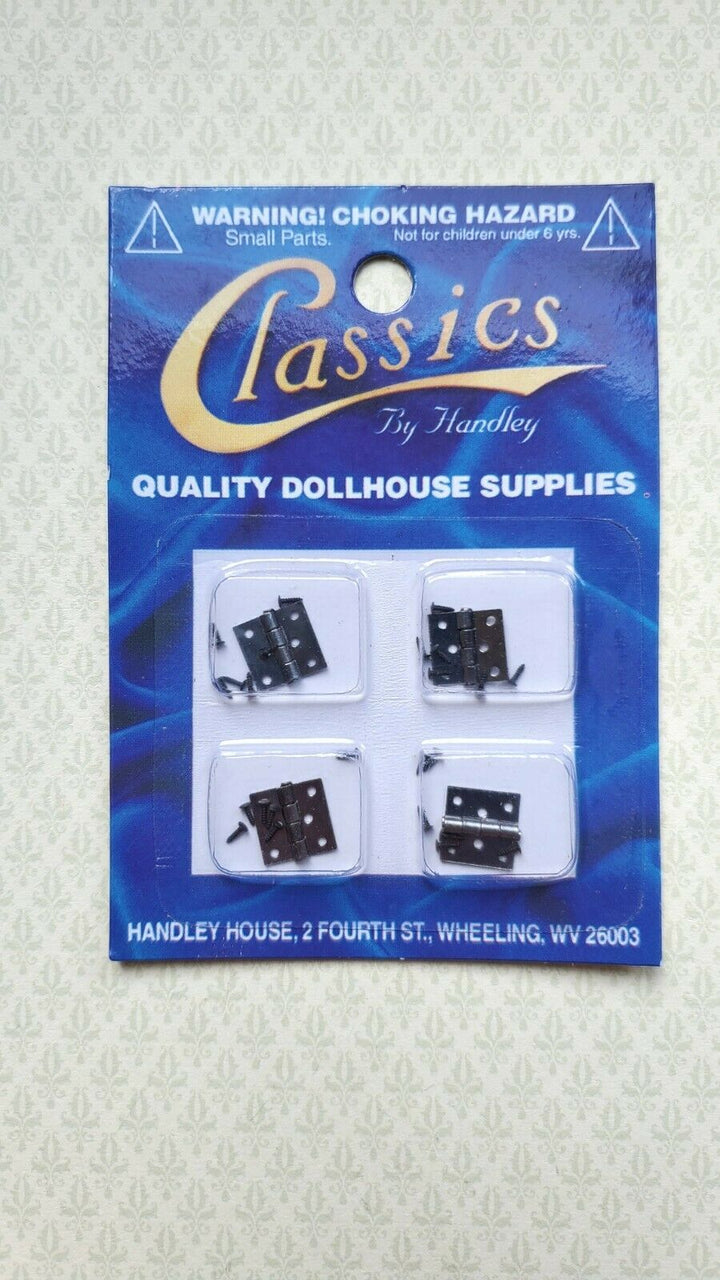 WARNING! CHOKING HAZARD
Small Parts. Not for children under 6 yrs.
Classics
By Handley
QUALITY DOLLHOUSE SUPPLIES
HANDLEY HOUSE, 2 FOURTH ST., WHEELING, WV 26003